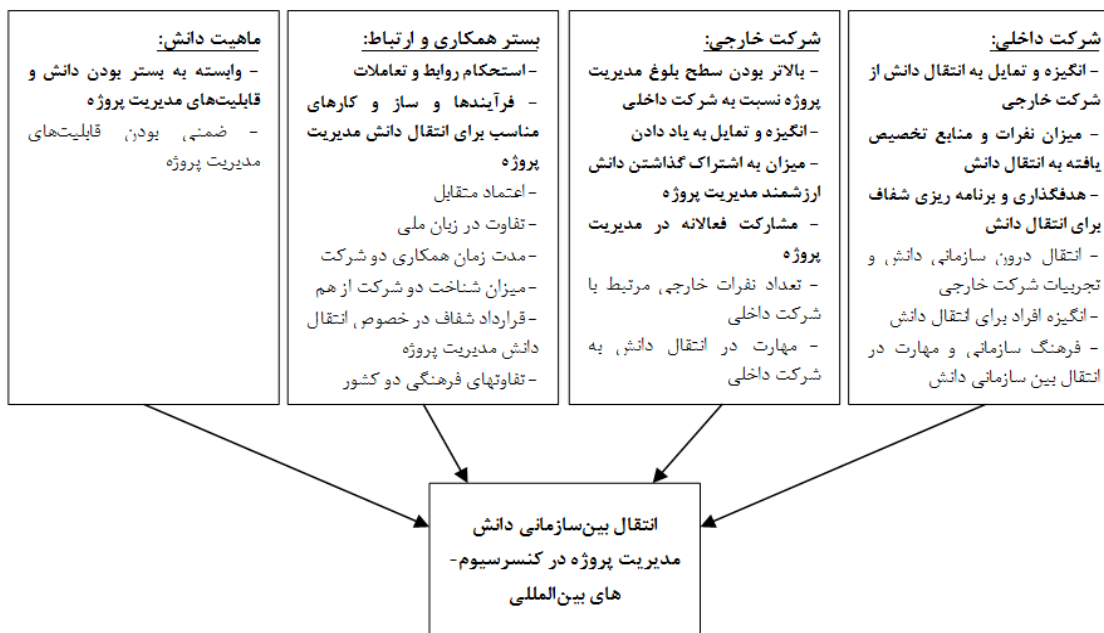 شرکت داخلی:
- انگیزه و تمایل به انتقال دانش از
شرکت خارجی
- میزان نفرات و منابع تخصیص
یافته به انتقال دانش
- هدفگذاری و برنامه ریزی شفاف
برای انتقال دانش
- انتقال درون سازمانی دانش و
تجربیات شرکت خارجی
- انگیزه افراد برای انتقال دانش
- فرهنگ سازمانی و مهارت در
انتقال بین سازمانی دانش
شرکت خارجی:
- بالاتر بودن سطح بلوغ مدیریت
پروژه نسبت به شرکت داخلی
- انگیزه و تمایل به یاد دادن
- میزان به اشتراک گذاشتن دانش
ارزشمند مدیریت پروژه
- مشارکت فعالانه در مدیریت
پروژه
- تعداد نفرات خارجی مرتبط با
شرکت داخلی
- مهارت در انتقال دانش به
شرکت داخلی
بستر همکاری و ارتباط:
- استحکام روابط و تعاملات
- فرآیندها و ساز و کارهای
مناسب برای انتقال دانش مدیریت
پروژه
- اعتماد متقابل
- تفاوت در زبان ملی
- مدت زمان همکاری دو شرکت
- میزان شناخت دو شرکت از هم
- قرارداد شفاف در خصوص انتقال
دانش مدیریت پروژه
- تفاوتهای فرهنگی دو کشور
ماهیت دانش:
- وابسته به بستر بودن دانش و
قابلیت‌های مدیریت پروژه
- ضمنی بودن قابلیت‌های
مدیریت پروژه
انتقال بین‌سازمانی دانش
مدیریت پروژه در کنسرسیوم-
های بین‌المللی